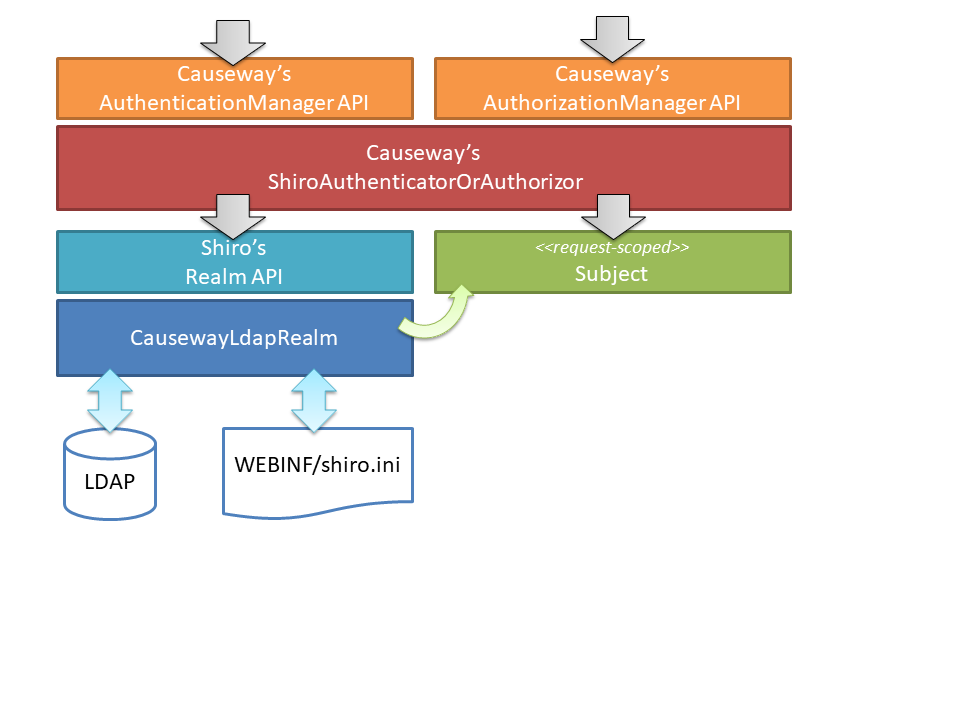 Causeway’s
AuthenticationManager API
Causeway’s
AuthorizationManager API
Causeway’s
ShiroAuthenticatorOrAuthorizor
Shiro’s
Realm API
<<request-scoped>>
Subject
CausewayLdapRealm
LDAP
WEBINF/shiro.ini